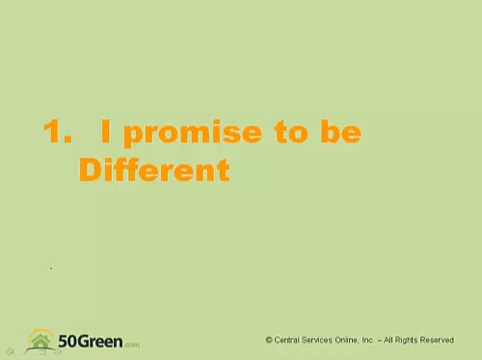 1. I promise to be
Different
50Green.com
© Central Services Online, Inc. – All Rights Reserved